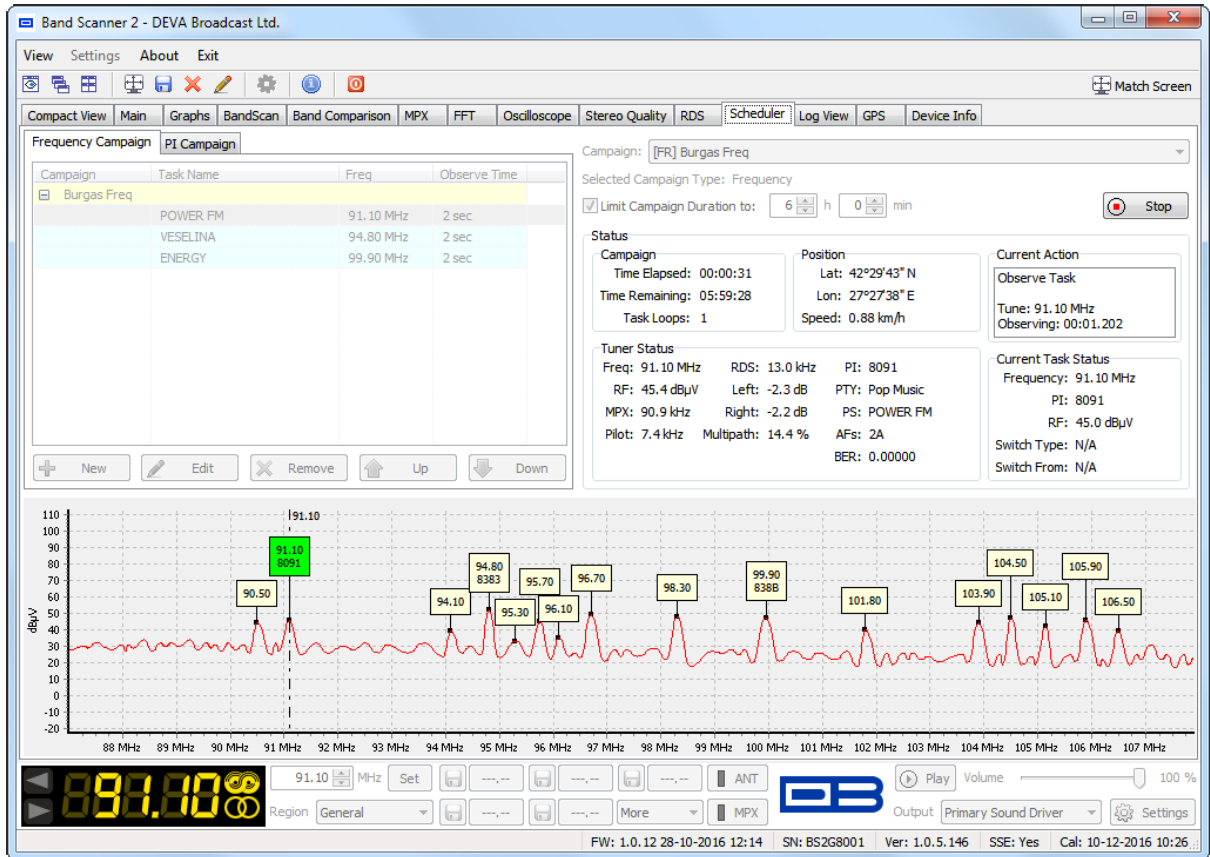 Band Scanner 2 - DEVA Broadcast Ltd.
View Settings About Exit
Match Screen
Compact View Main Graphs BandScan Band Comparison MPX FFT Oscilloscope Stereo Quality RDS Scheduler Log View GPS Device Info
Frequency Campaign PI Campaign
Campaign Task Name Freq Observe Time
Burgas Freq
POWER FM 91.10 MHz 2 sec
VESELINA 94.80 MHz 2 sec
ENERGY 99.90 MHz 2 sec
New Edit Remove Up Down
Campaign: [FR] Burgas Freq
Selected Campaign Type: Frequency
Limit Campaign Duration to: 6 h 0 min
Stop
Status
Campaign
Time Elapsed: 00:00:31
Time Remaining: 05:59:28
Task Loops: 1
Position
Lat: 42°29'43" N
Lon: 27°27'38" E
Speed: 0.88 km/h
Current Action
Observe Task
Tune: 91.10 MHz
Observing: 00:01.202
Tuner Status
Freq: 91.10 MHz RDS: 13.0 kHz PI: 8091
RF: 45.4 dBµV Left: -2.3 dB PTY: Pop Music
MPX: 90.9 kHz Right: -2.2 dB PS: POWER FM
Pilot: 7.4 kHz Multipath: 14.4 % AFs: 2A
BER: 0.00000
Current Task Status
Frequency: 91.10 MHz
PI: 8091
RF: 45.0 dBµV
Switch Type: N/A
Switch From: N/A
dBµV
110
100
90
80
70
60
50
40
30
20
10
0
-10
-20
91.10
90.50
91.10
8091
94.10
94.80
8383
95.30
95.70
96.10
96.70
98.30
99.90
838B
101.80
103.90
104.50
105.10
105.90
106.50
88 MHz 89 MHz 90 MHz 91 MHz 92 MHz 93 MHz 94 MHz 95 MHz 96 MHz 97 MHz 98 MHz 99 MHz 100 MHz 101 MHz 102 MHz 103 MHz 104 MHz 105 MHz 106 MHz 107 MHz
91.10
91.10 MHz Set ---.-- ---.-- ---.-- ANT
Region General ---.-- ---.-- More MPX
DB
Play Volume 100 %
Output Primary Sound Driver Settings
FW: 1.0.12 28-10-2016 12:14 SN: BS2G8001 Ver: 1.0.5.146 SSE: Yes Cal: 10-12-2016 10:26